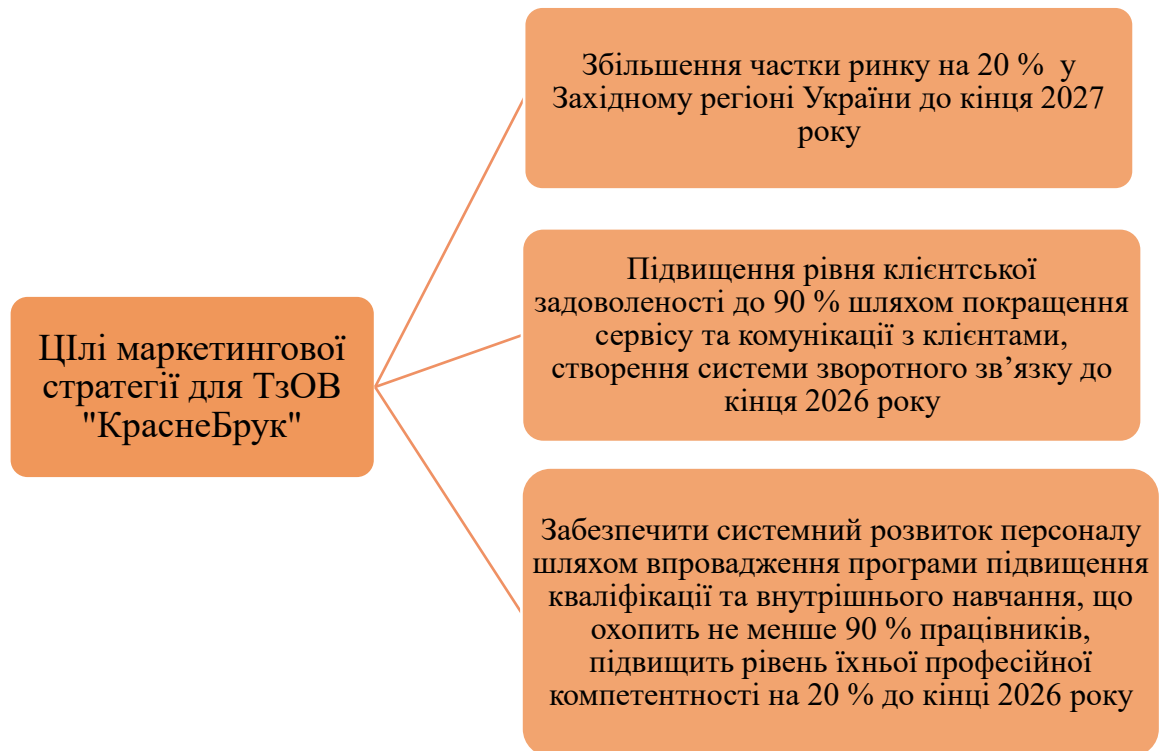 Збільшення частки ринку на 20 % у
Західному регіоні України до кінця 2027
року
Підвищення рівня клієнтської
задоволеності до 90 % шляхом покращення
сервісу та комунікації з клієнтами,
створення системи зворотного зв’язку до
кінця 2026 року
ЦІлі маркетингової
стратегії для ТзОВ
"КраснеБрук"
Забезпечити системний розвиток персоналу
шляхом впровадження програми підвищення
кваліфікації та внутрішнього навчання, що
охопить не менше 90 % працівників,
підвищить рівень їхньої професійної
компетентності на 20 % до кінці 2026 року